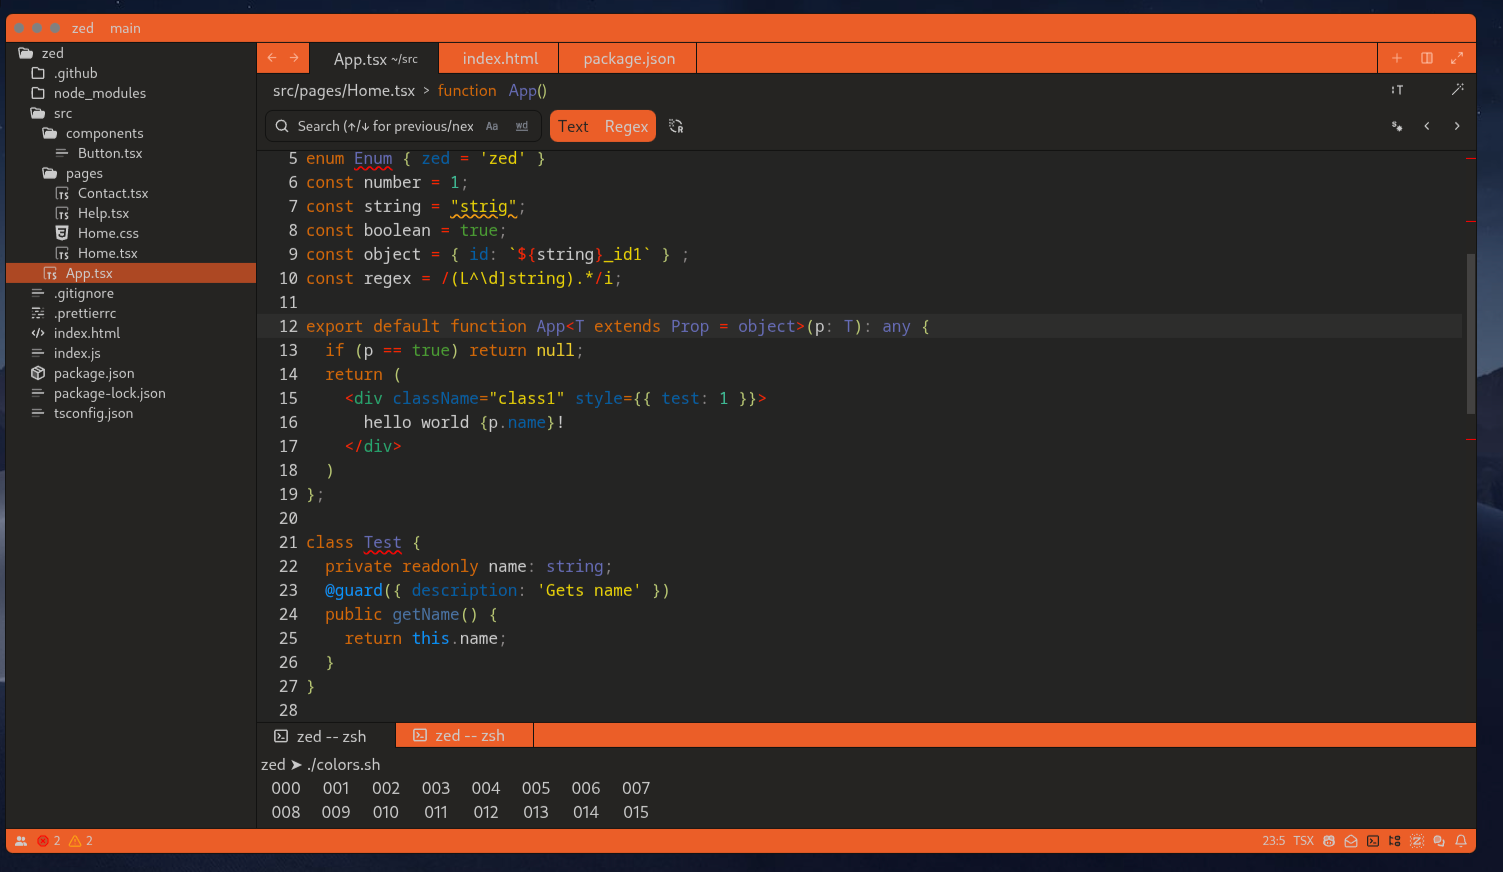 zed main
zed
.github
node_modules
src
components
Button.tsx
pages
Contact.tsx
Help.tsx
Home.css
Home.tsx
App.tsx
.gitignore
.prettierrc
index.html
index.js
package.json
package-lock.json
tsconfig.json
App.tsx ~/src index.html package.json
src/pages/Home.tsx > function App()
Search (↑/↓ for previous/nex Aa wd Text Regex
5 enum Enum { zed = 'zed' }
6 const number = 1;
7 const string = "strig";
8 const boolean = true;
9 const object = { id: `${string}_id1` } ;
10 const regex = /(L^\d]string).*/i;
11
12 export default function App<T extends Prop = object>(p: T): any {
13 if (p == true) return null;
14 return (
15 <div className="class1" style={{ test: 1 }}>
16 hello world {p.name}!
17 </div>
18 )
19 };
20
21 class Test {
22 private readonly name: string;
23 @guard({ description: 'Gets name' })
24 public getName() {
25 return this.name;
26 }
27 }
28
zed -- zsh zed -- zsh
zed ➤ ./colors.sh
000 001 002 003 004 005 006 007
008 009 010 011 012 013 014 015
2 2 23:5 TSX